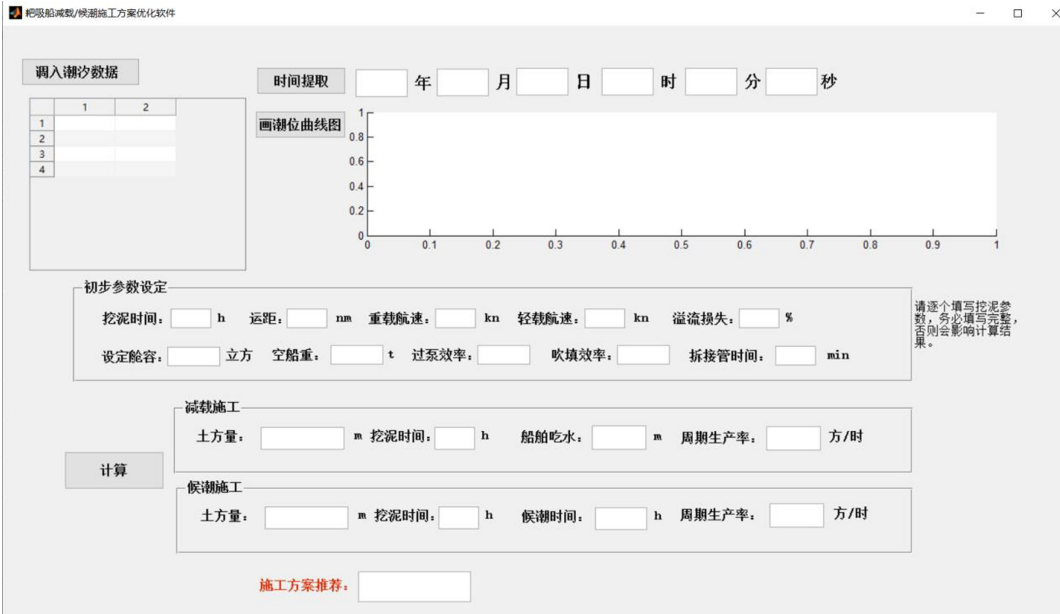 耙吸船减载/候潮施工方案优化软件
调入潮汐数据
时间提取 年 月 日 时 分 秒
1 2
1
2
3
4
画潮位曲线图
1
0.8
0.6
0.4
0.2
0
0 0.1 0.2 0.3 0.4 0.5 0.6 0.7 0.8 0.9 1
初步参数设定
挖泥时间: h 运距: nm 重载航速: kn 轻载航速: kn 溢流损失: %
设定舱容: 立方 空船重: t 过泵效率: 吹填效率: 拆接管时间: min
请逐个填写挖泥参
数，务必填写完整，
否则会影响计算结
果。
减载施工
土方量: m 挖泥时间: h 船舶吃水: m 周期生产率: 方/时
计算
候潮施工
土方量: m 挖泥时间: h 候潮时间: h 周期生产率: 方/时
施工方案推荐: